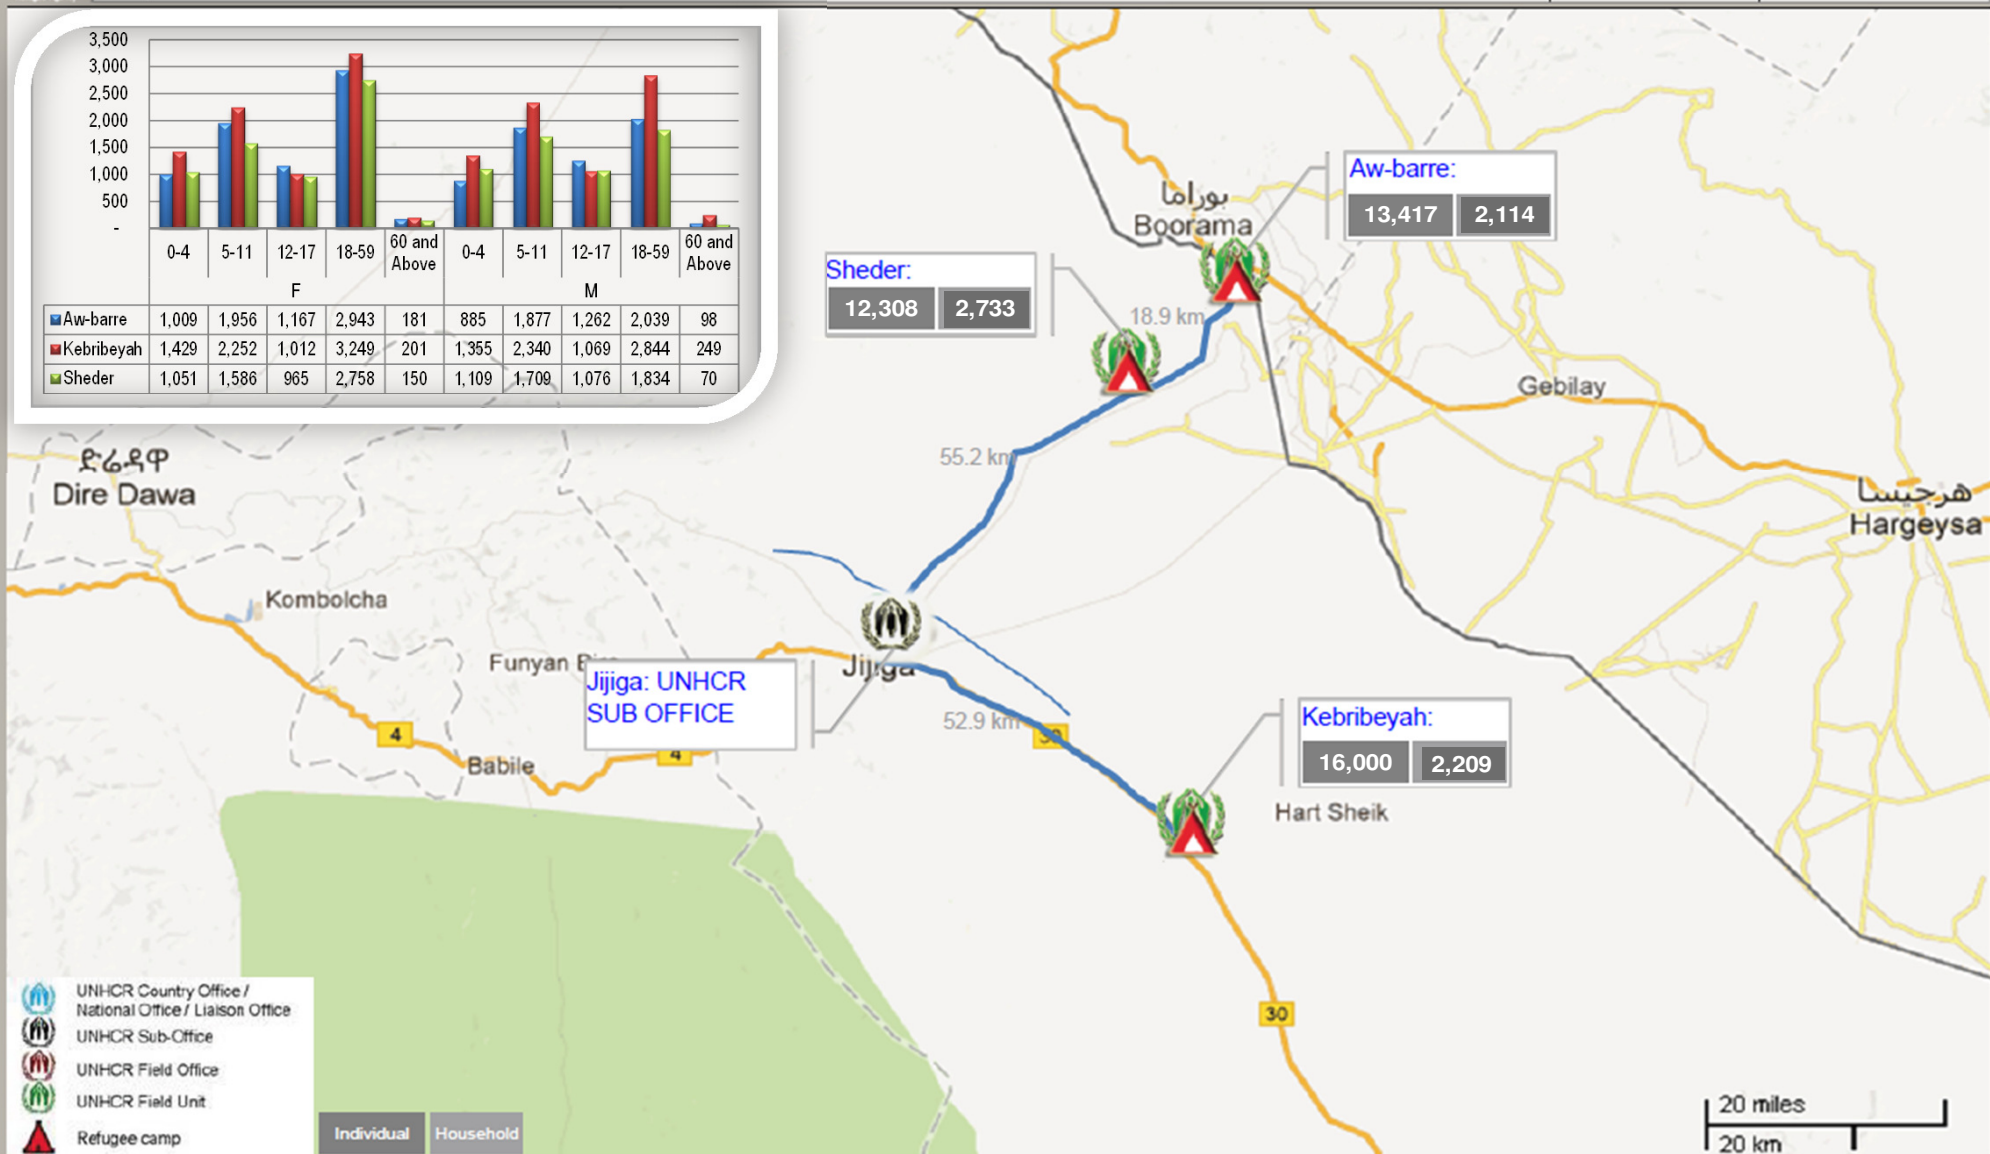 3,500
3,000
2,500
2,000
1,500
1,000
500
-
0-4 5-11 12-17 18-59 60 and Above 0-4 5-11 12-17 18-59 60 and Above
F M
Aw-barre 1,009 1,956 1,167 2,943 181 885 1,877 1,262 2,039 98
Kebribeyah 1,429 2,252 1,012 3,249 201 1,355 2,340 1,069 2,844 249
Sheder 1,051 1,586 965 2,758 150 1,109 1,709 1,076 1,834 70
Aw-barre:
13,417 2,114
بوراما
Boorama
Sheder:
12,308 2,733
18.9 km
Gebilay
ድሬዳዋ
Dire Dawa
55.2 km
هرجيسا
Hargeysa
Kombolcha
Funyan
Jijiga
Jijiga: UNHCR
SUB OFFICE
52.9 km
30
4
4
Babile
Kebribeyah:
16,000 2,209
Hart Sheik
30
UNHCR Country Office /
National Office / Liaison Office
UNHCR Sub-Office
UNHCR Field Office
UNHCR Field Unit
Refugee camp
Individual Household
20 miles
20 km